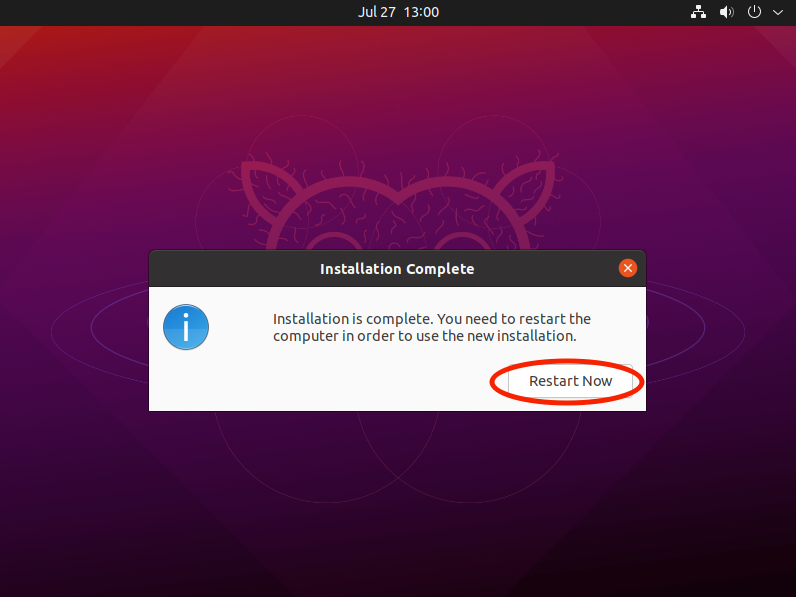 Jul 27 13:00
Installation Complete
Installation is complete. You need to restart the
computer in order to use the new installation.
Restart Now